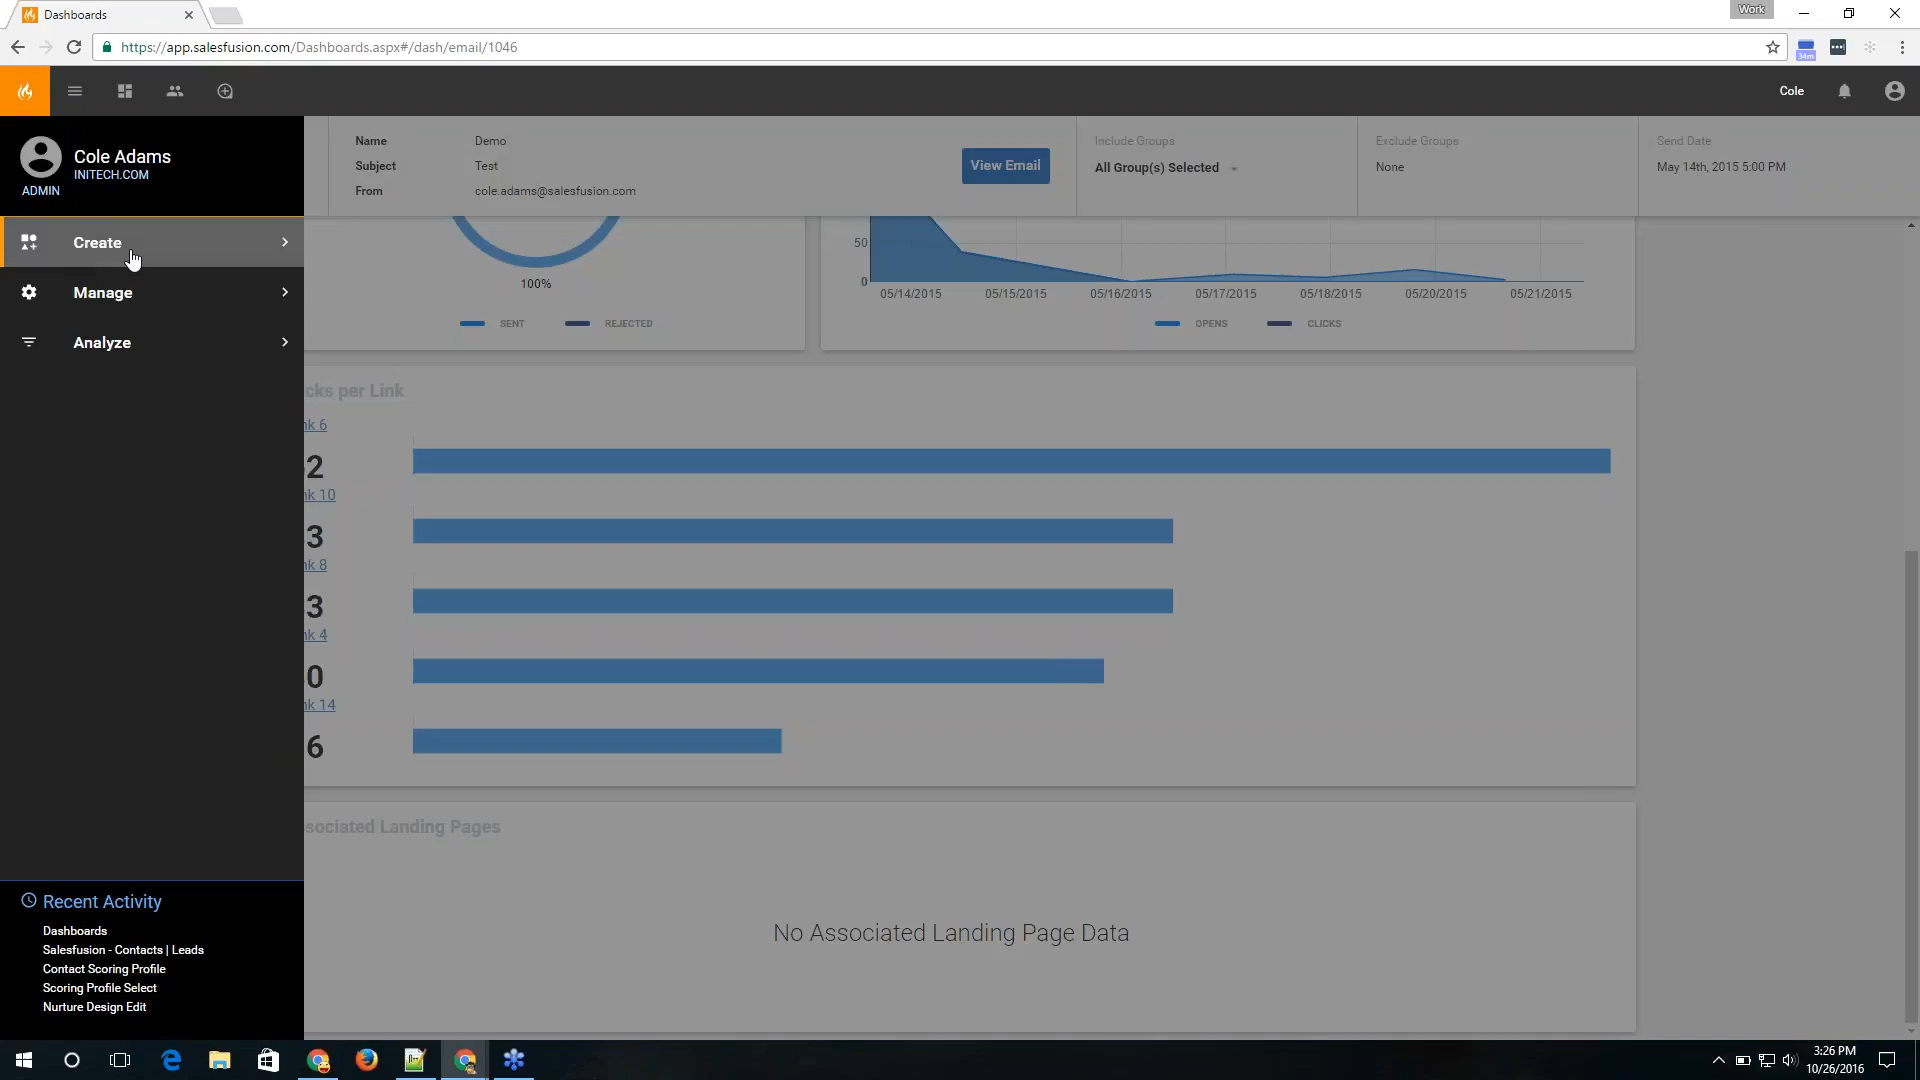 Dashboards
Work
https://app.salesfusion.com/Dashboards.aspx#/dash/email/1046
34m
Cole
Cole Adams
INITECH.COM
ADMIN
Create
Manage
Analyze
Name Demo
Subject Test
From cole.adams@salesfusion.com
View Email
Include Groups
All Group(s) Selected
Exclude Groups
None
Send Date
May 14th, 2015 5:00 PM
100%
SENT REJECTED
50
0
05/14/2015 05/15/2015 05/16/2015 05/17/2015 05/18/2015 05/20/2015 05/21/2015
OPENS CLICKS
cks per Link
nk 6
2
nk 10
3
nk 8
3
nk 4
0
nk 14
6
sociated Landing Pages
No Associated Landing Page Data
Recent Activity
Dashboards
Salesfusion - Contacts | Leads
Contact Scoring Profile
Scoring Profile Select
Nurture Design Edit
3:26 PM
10/26/2016